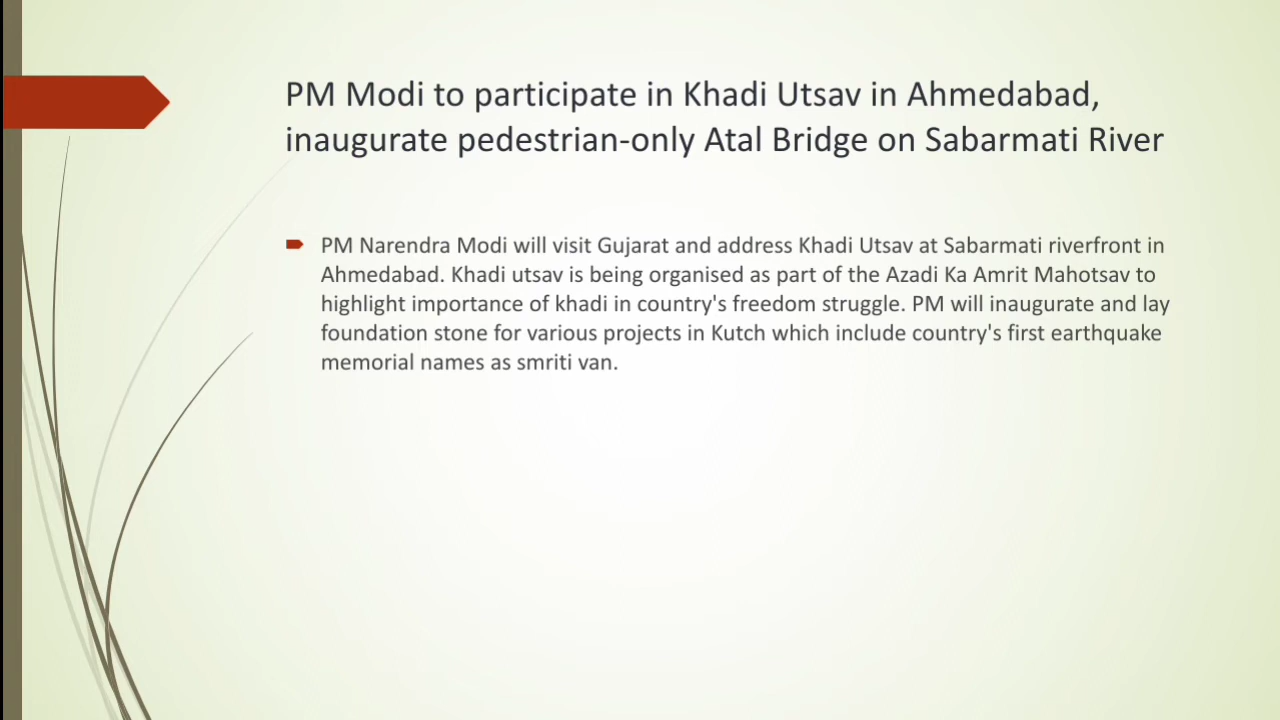 PM Modi to participate in Khadi Utsav in Ahmedabad,
inaugurate pedestrian-only Atal Bridge on Sabarmati River
PM Narendra Modi will visit Gujarat and address Khadi Utsav at Sabarmati riverfront in
Ahmedabad. Khadi utsav is being organised as part of the Azadi Ka Amrit Mahotsav to
highlight importance of khadi in country's freedom struggle. PM will inaugurate and lay
foundation stone for various projects in Kutch which include country's first earthquake
memorial names as smriti van.